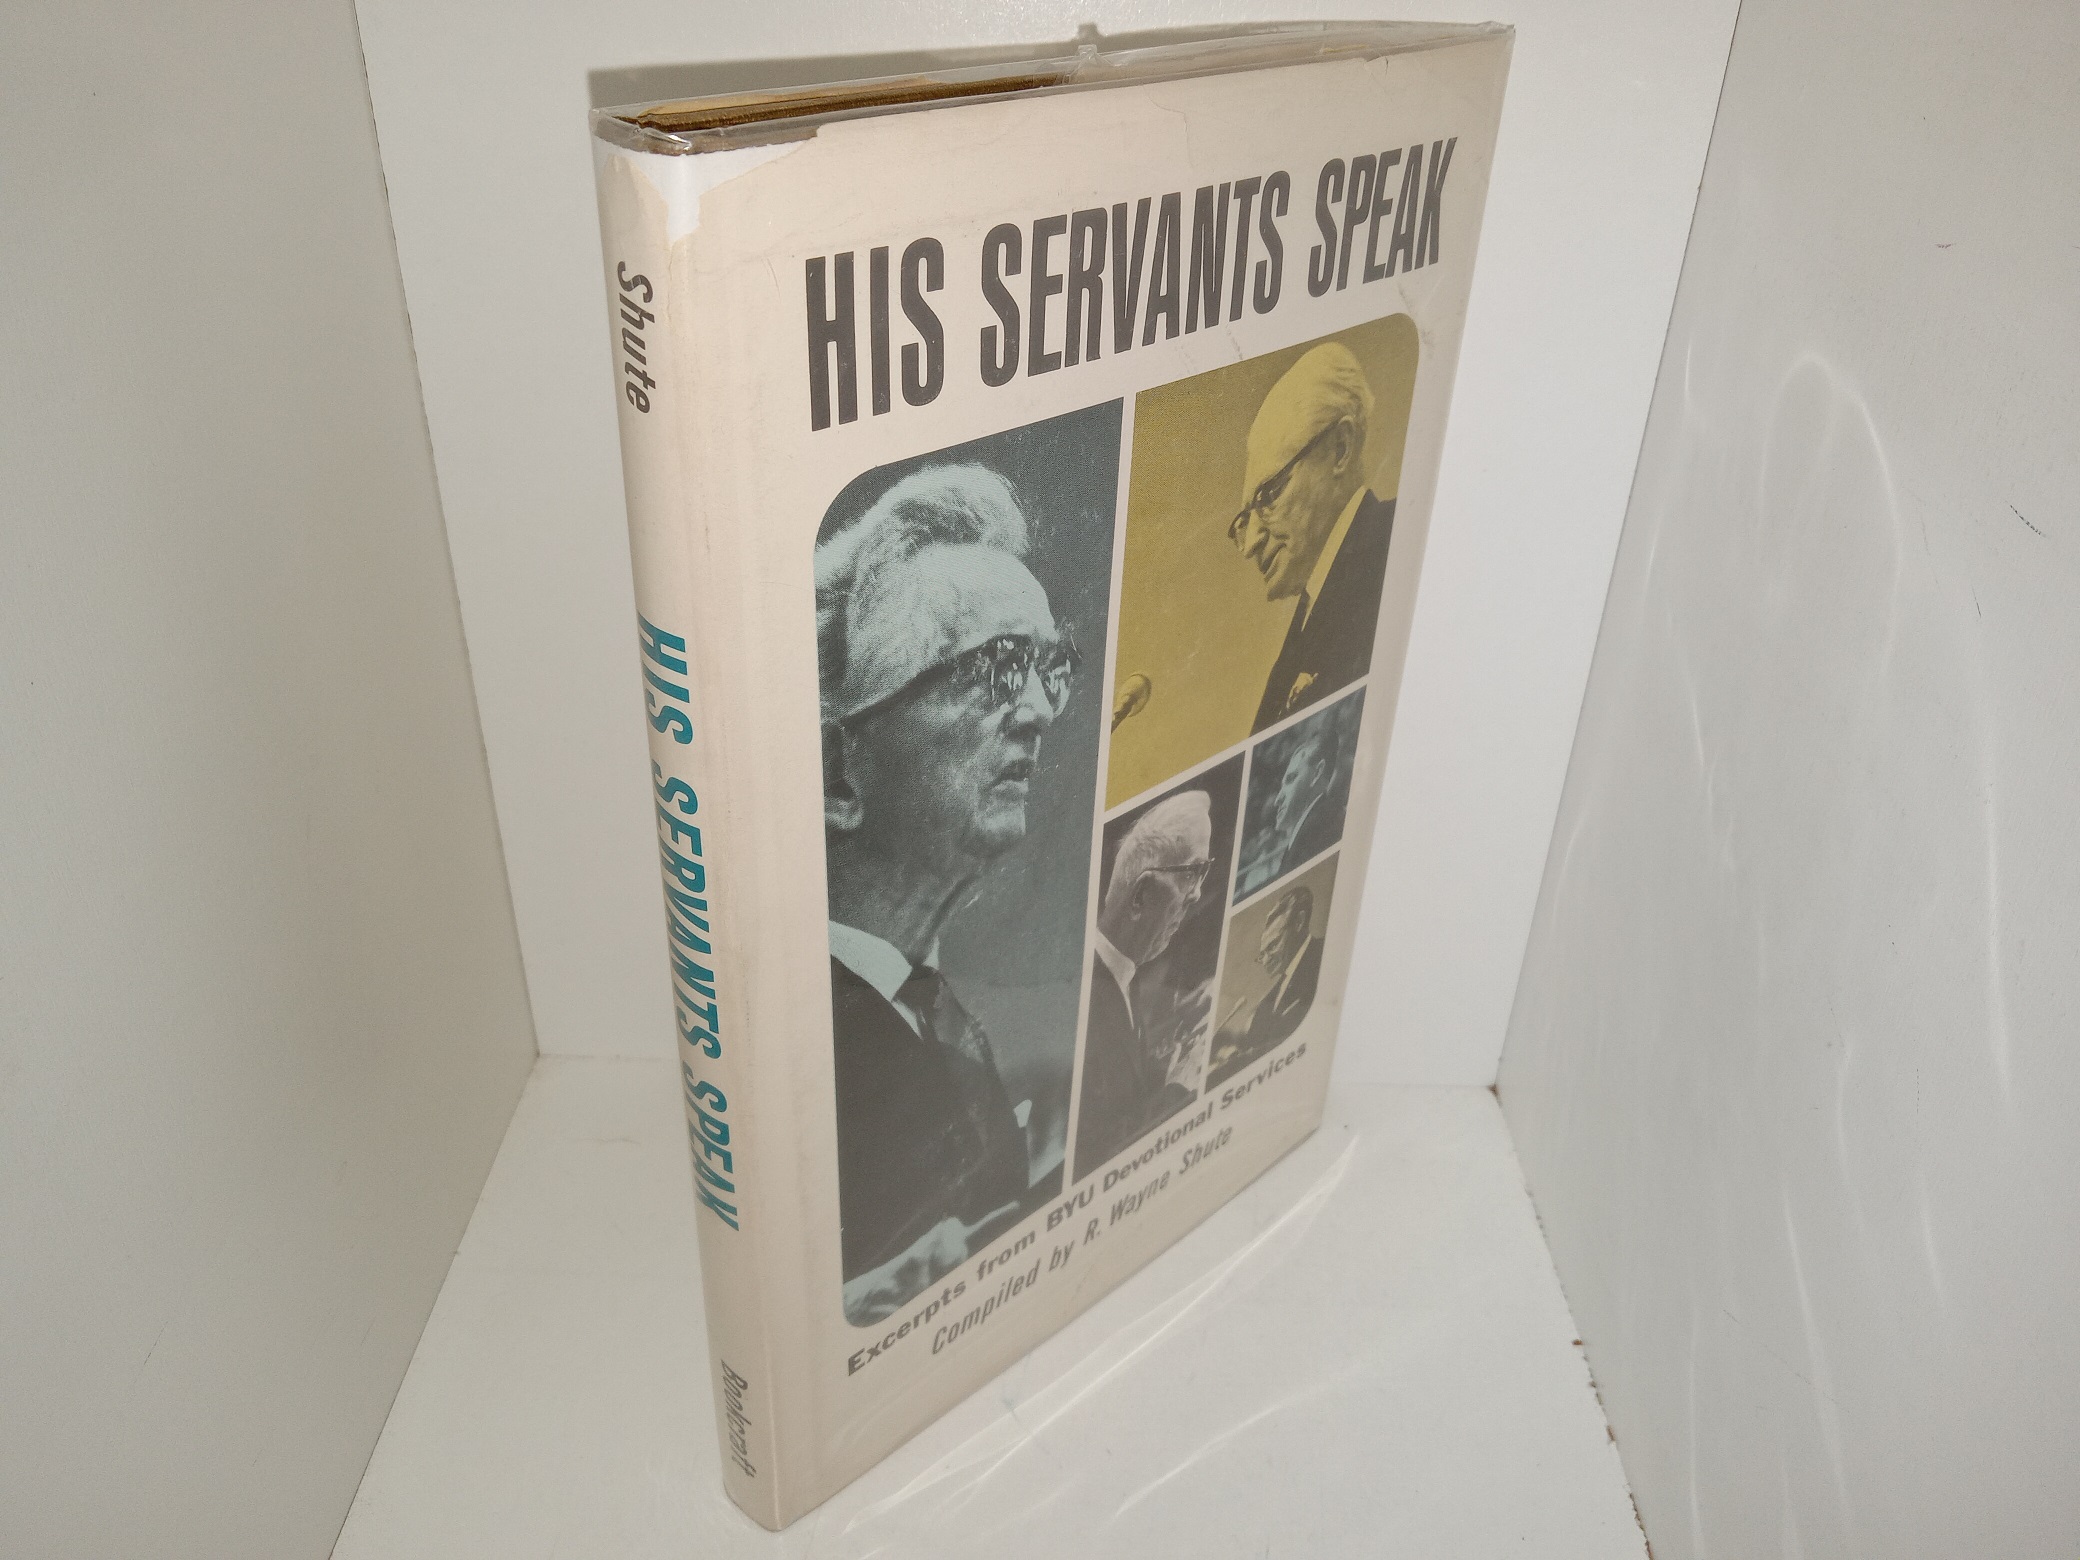 Shute
HIS SERVANTS SPEAK
Bookcraft
HIS SERVANTS SPEAK
Excerpts from BYU Devotional Services
Compiled by R. Wayne Shute